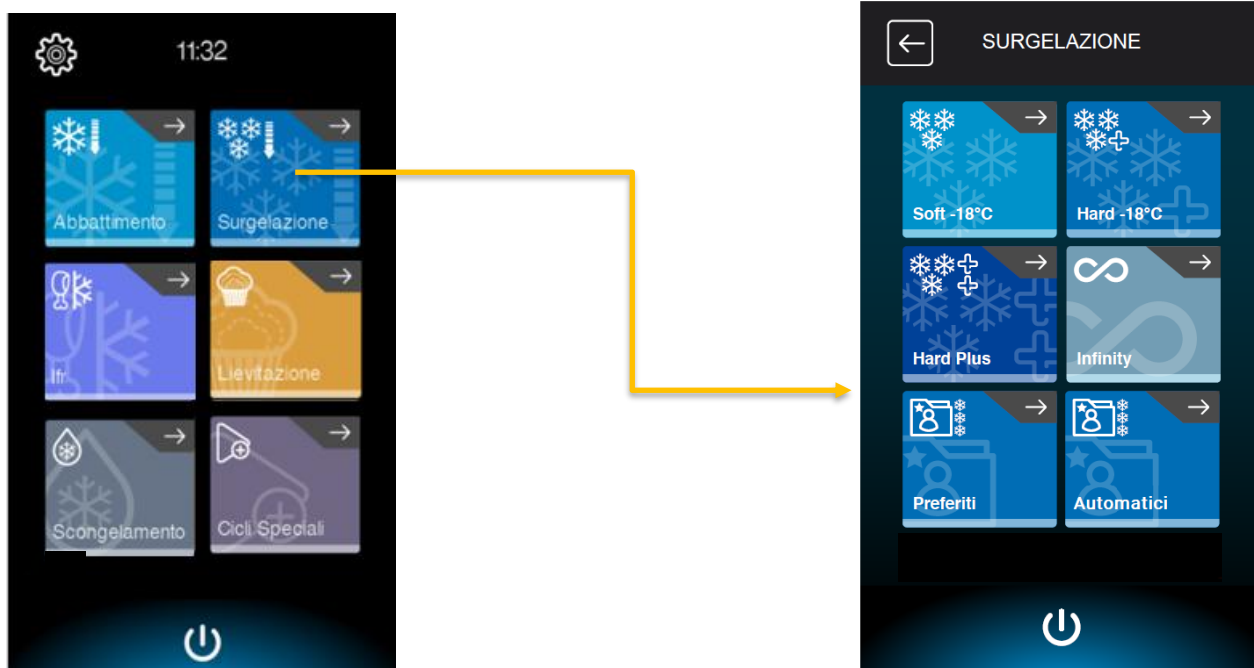 11:32
Abbattimento
Surgelazione
Ifr
Lievitazione
Scongelamento
Cicli Speciali
SURGELAZIONE
Soft -18°C
Hard -18°C
Hard Plus
Infinity
Preferiti
Automatici